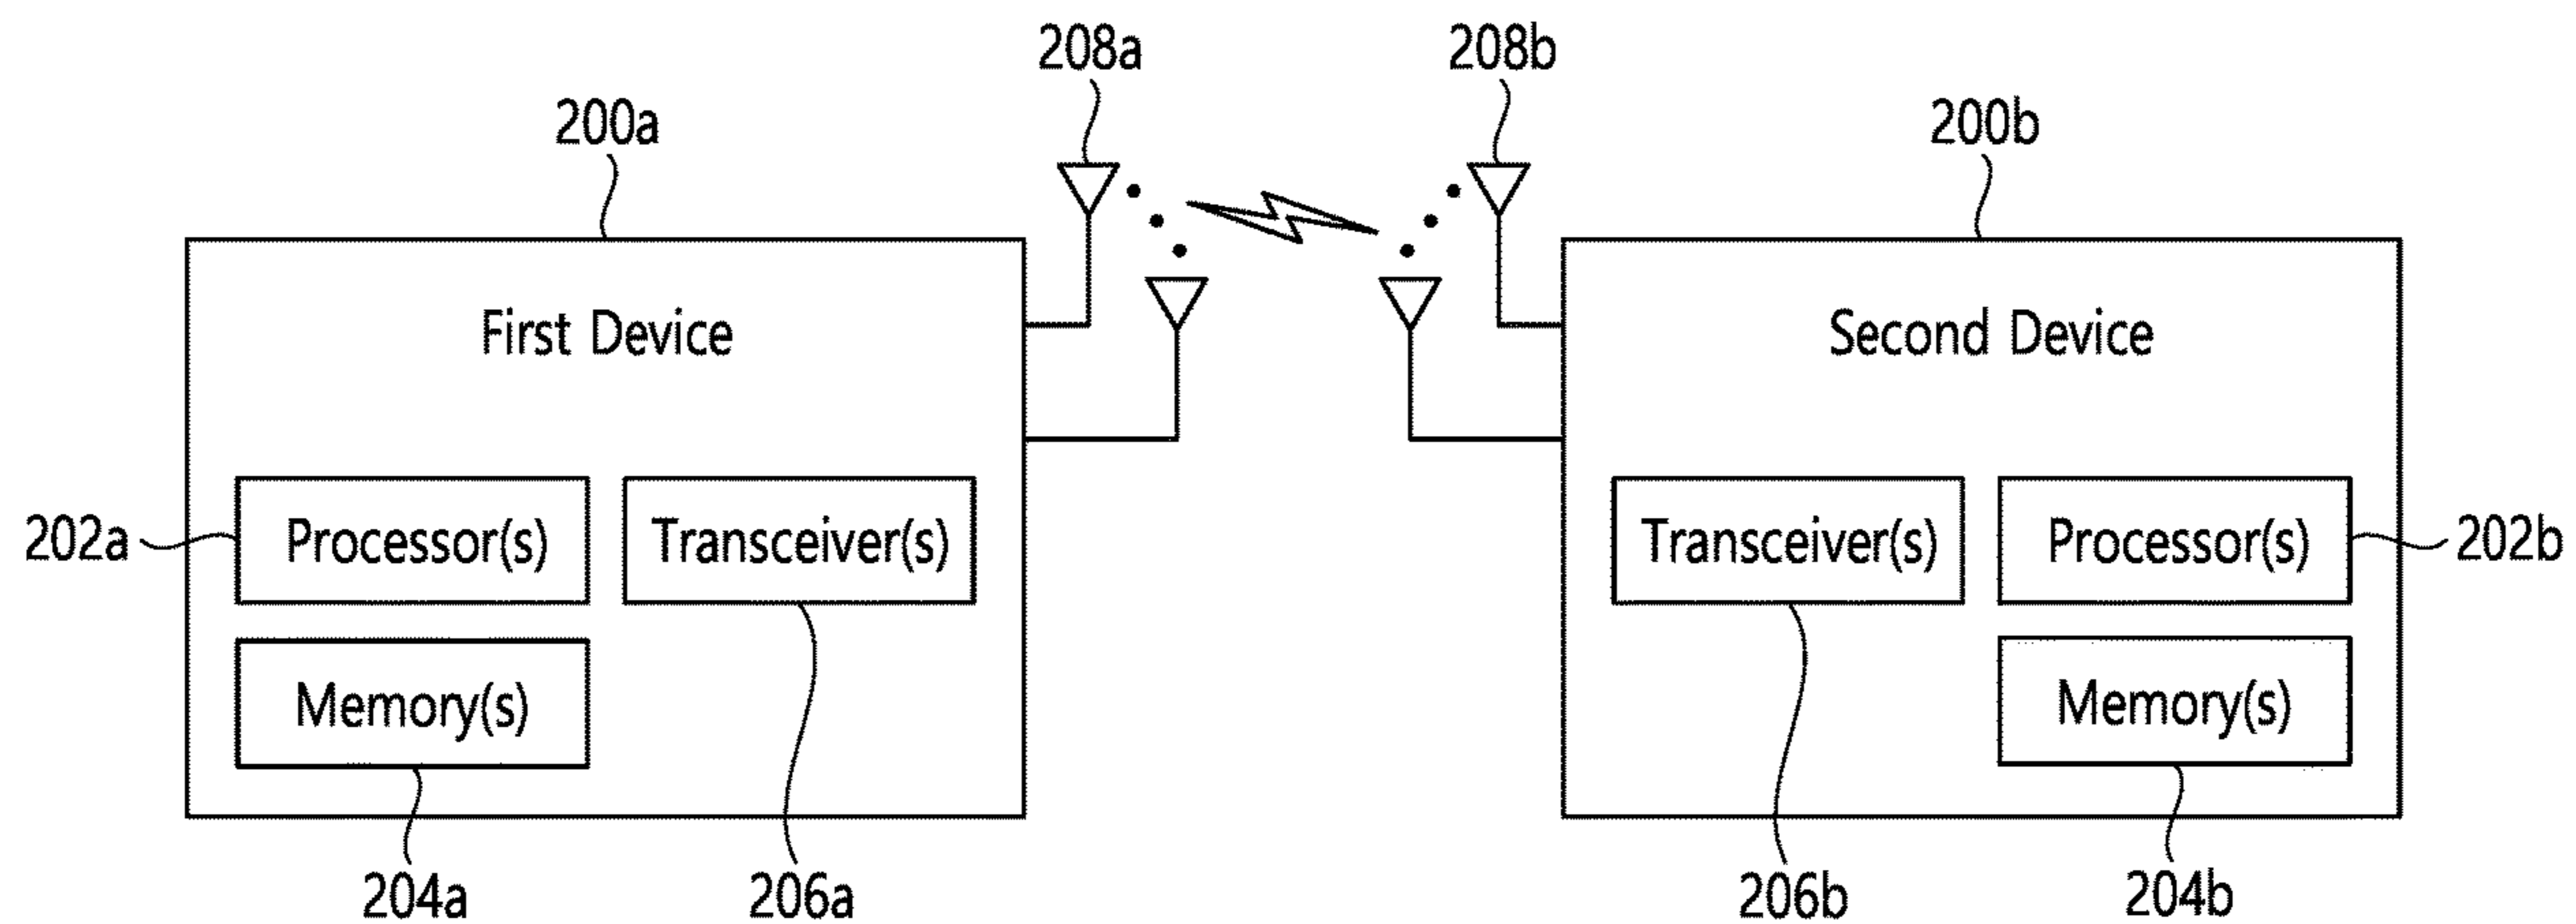 208a
208b
200a
200b
First Device
Second Device
202a
Processor(s)
Transceiver(s)
Transceiver(s)
Processor(s)
202b
Memory(s)
Memory(s)
204a
206a
206b
204b